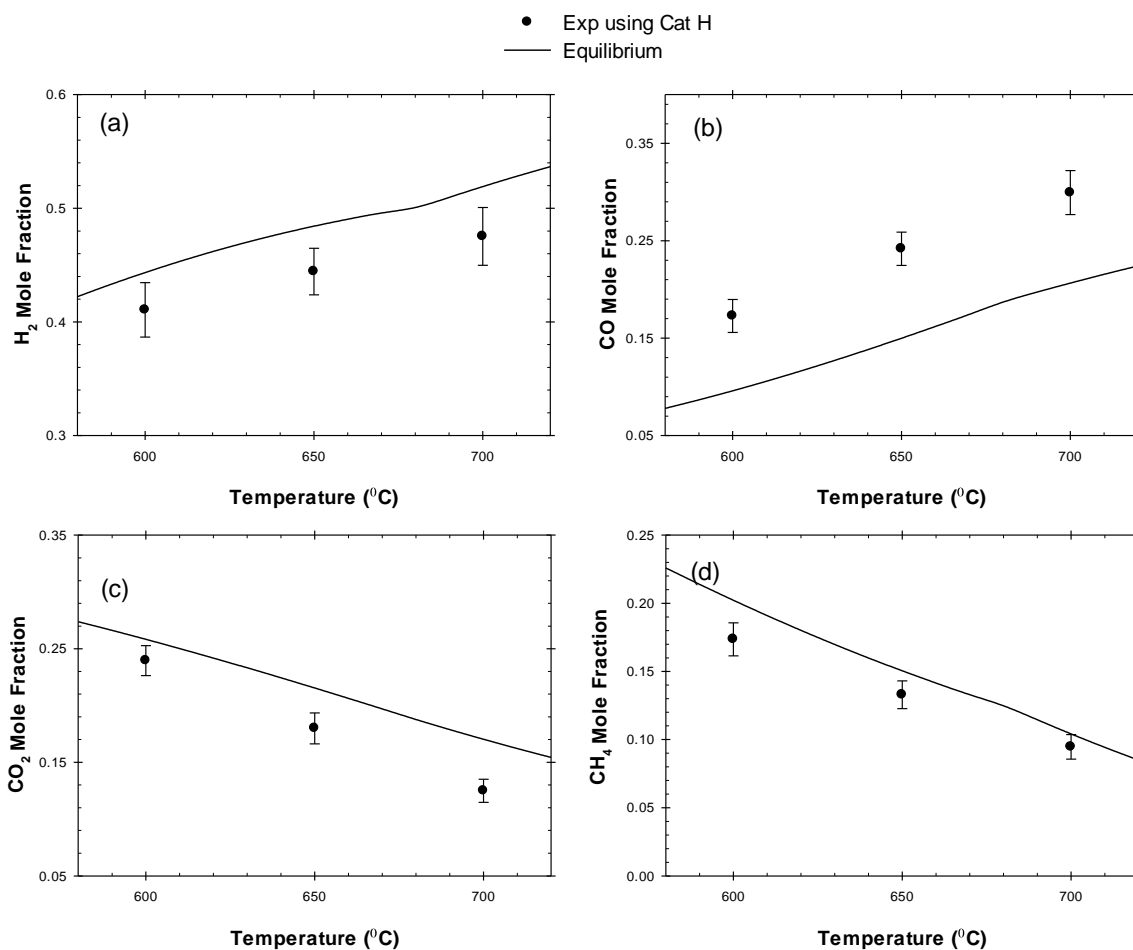 Exp using Cat H
Equilibrium
(a)
H2 Mole Fraction
0.6
0.5
0.4
0.3
600
650
700
Temperature (0C)
(b)
CO Mole Fraction
0.35
0.25
0.15
0.05
600
650
700
Temperature (0C)
(c)
CO2 Mole Fraction
0.35
0.25
0.15
0.05
600
650
700
Temperature (0C)
(d)
CH4 Mole Fraction
0.25
0.20
0.15
0.10
0.05
0.00
600
650
700
Temperature (0C)